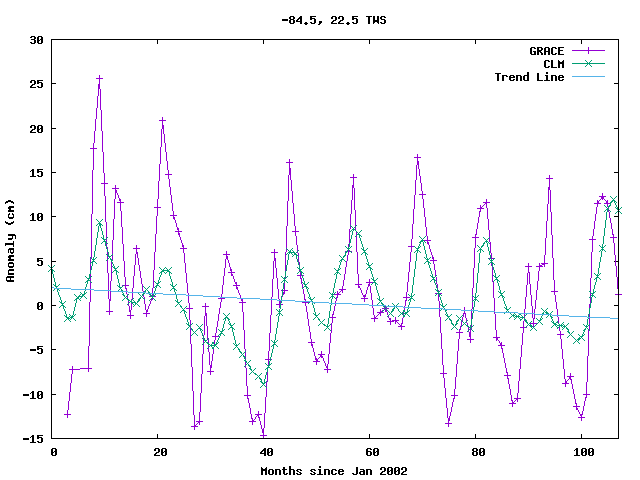 -84.5, 22.5 TWS
GRACE
CLM
Trend Line
30
25
20
15
10
5
0
-5
-10
-15
Anomaly (cm)
0 20 40 60 80 100
Months since Jan 2002